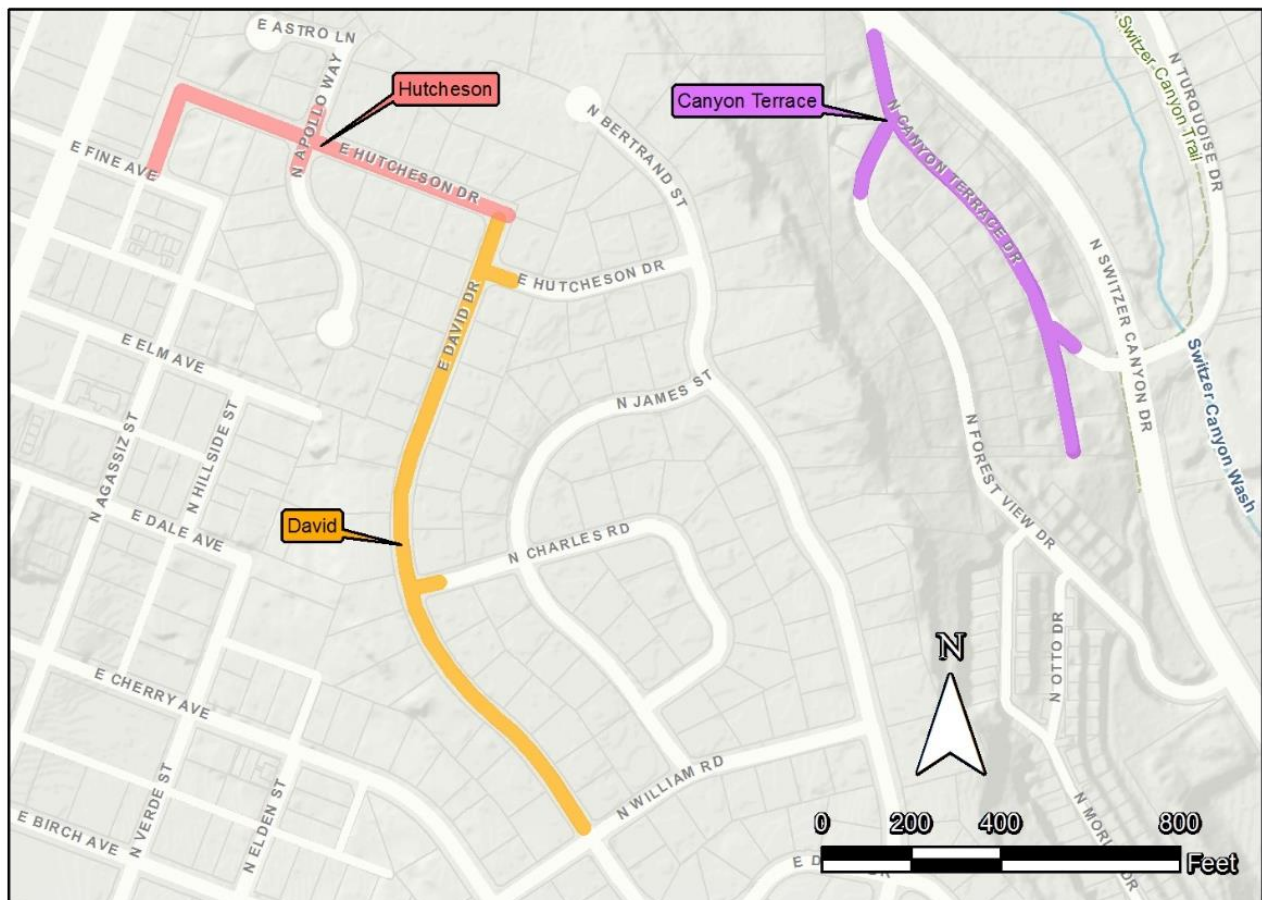 E ASTRO LN
Hutcheson
Canyon Terrace
Switzer Canyon Trail
N TURQUOISE DR
N APOLLO WAY
N BERTRAND ST
N CANYON TERRACE DR
E FINE AVE
E HUTCHESON DR
E HUTCHESON DR
N SWITZER CANYON DR
E DAVID DR
E ELM AVE
Switzer Canyon Wash
N JAMES ST
N HILLSIDE ST
N AGASSIZ ST
N FOREST VIEW DR
E DALE AVE
David
N CHARLES RD
N OTTO DR
N
E CHERRY AVE
N WILLIAM RD
N VERDE ST
N ELDEN ST
E BIRCH AVE
0 200 400 800
Feet